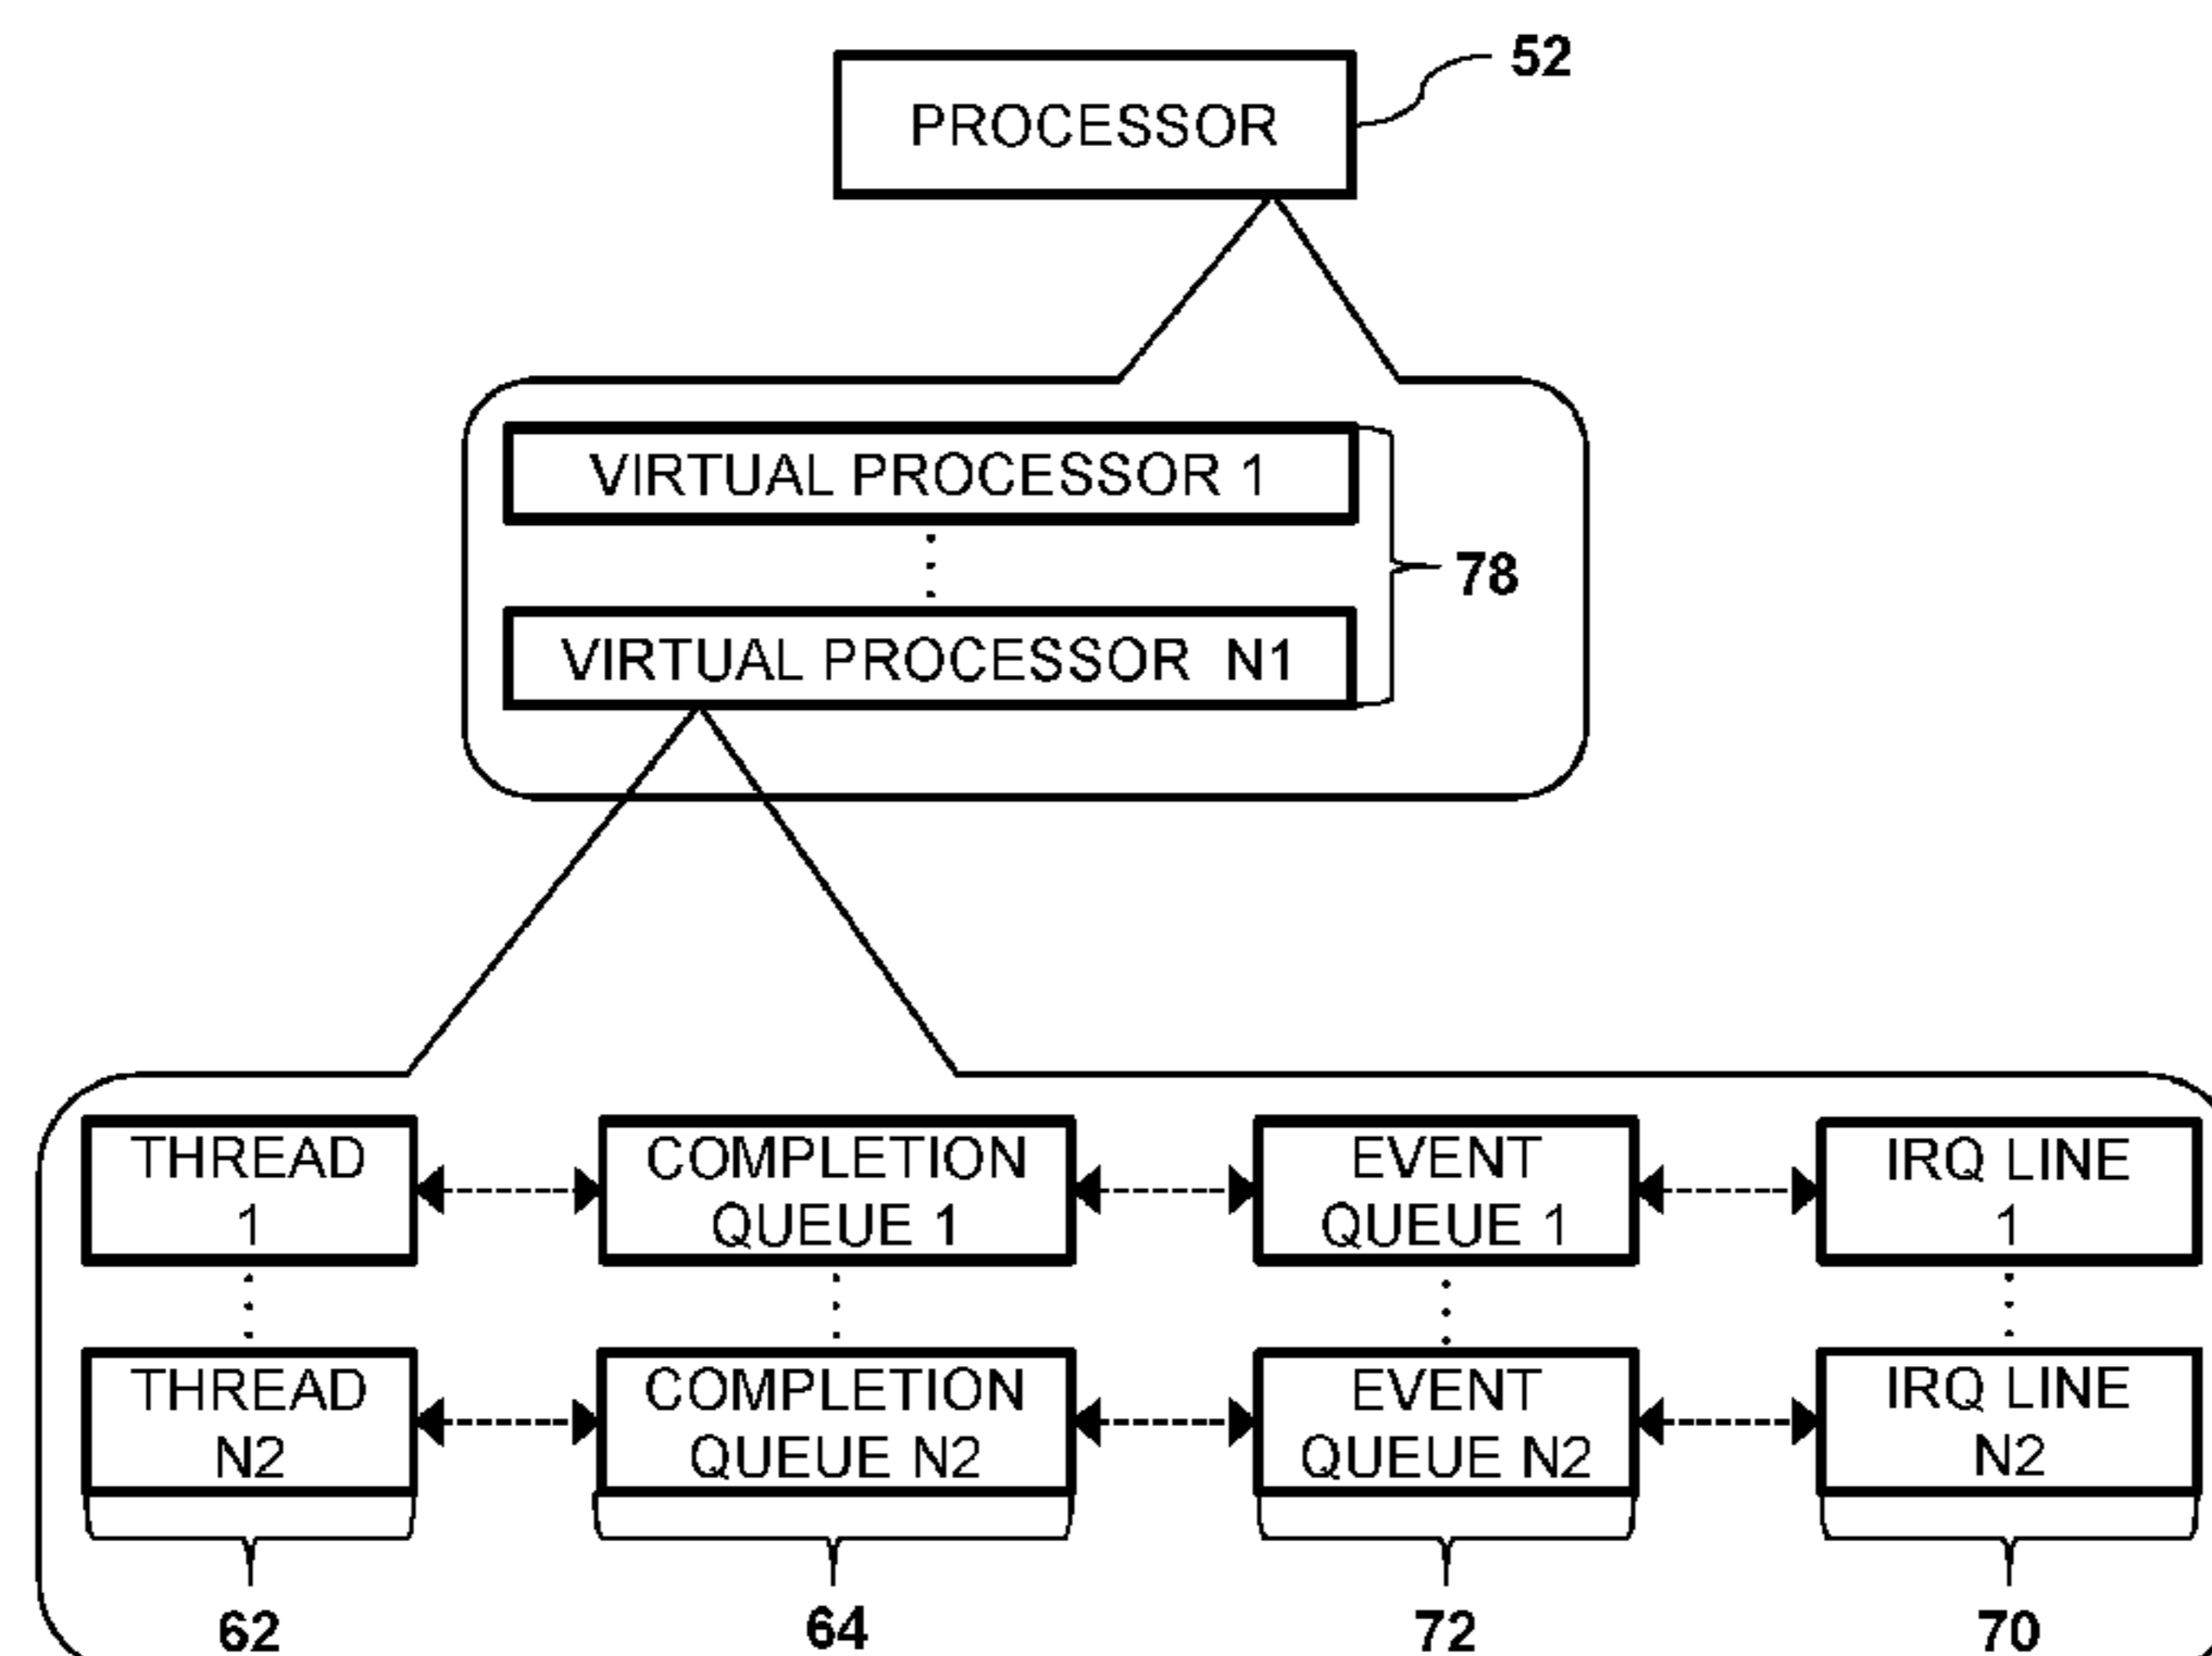 52
PROCESSOR
VIRTUAL PROCESSOR 1
78
VIRTUAL PROCESSOR N1
THREAD
1
COMPLETION
QUEUE 1
EVENT
QUEUE 1
IRQ LINE
1
THREAD
N2
COMPLETION
QUEUE N2
EVENT
QUEUE N2
IRQ LINE
N2
62
64
72
70